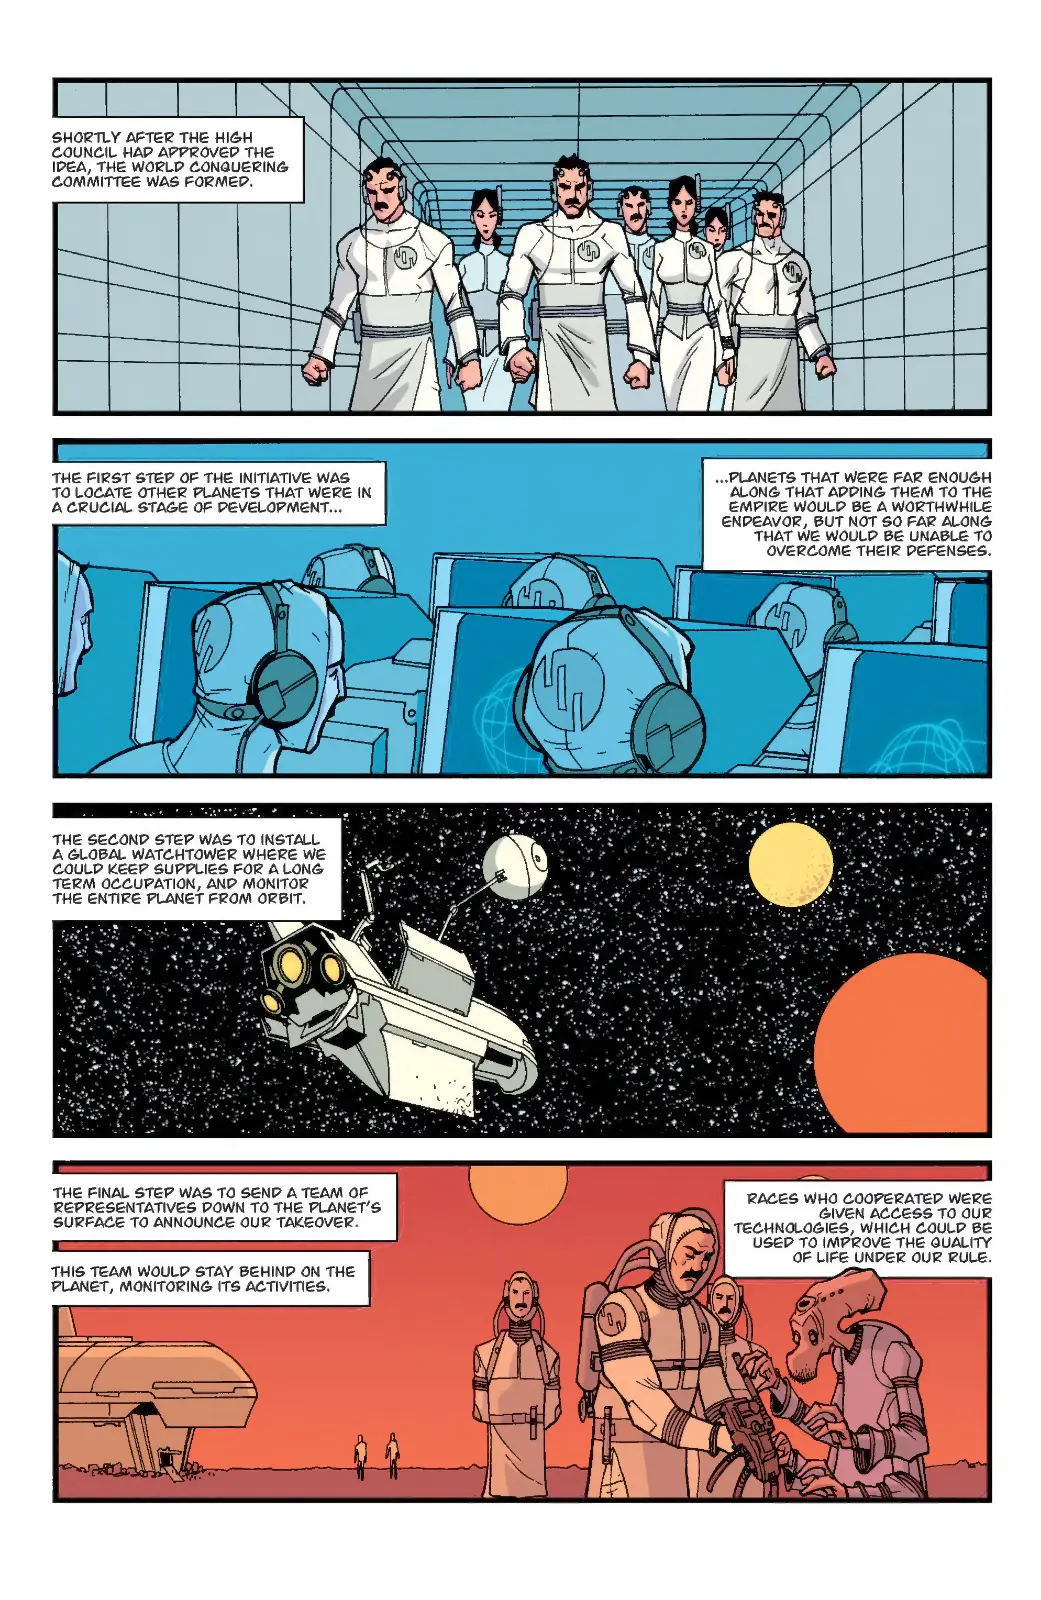 SHORTLY AFTER THE HIGH
COUNCIL HAD APPROVED THE
IDEA, THE WORLD CONQUERING
COMMITTEE WAS FORMED.
THE FIRST STEP OF THE INITIATIVE WAS
TO LOCATE OTHER PLANETS THAT WERE IN
A CRUCIAL STAGE OF DEVELOPMENT...
...PLANETS THAT WERE FAR ENOUGH
ALONG THAT ADDING THEM TO THE
EMPIRE WOULD BE A WORTHWHILE
ENDEAVOR, BUT NOT SO FAR ALONG
THAT WE WOULD BE UNABLE TO
OVERCOME THEIR DEFENSES.
THE SECOND STEP WAS TO INSTALL
A GLOBAL WATCHTOWER WHERE WE
COULD KEEP SUPPLIES FOR A LONG
TERM OCCUPATION, AND MONITOR
THE ENTIRE PLANET FROM ORBIT.
THE FINAL STEP WAS TO SEND A TEAM OF
REPRESENTATIVES DOWN TO THE PLANET'S
SURFACE TO ANNOUNCE OUR TAKEOVER.
THIS TEAM WOULD STAY BEHIND ON THE
PLANET, MONITORING ITS ACTIVITIES.
RACES WHO COOPERATED WERE
GIVEN ACCESS TO OUR
TECHNOLOGIES, WHICH COULD BE
USED TO IMPROVE THE QUALITY
OF LIFE UNDER OUR RULE.